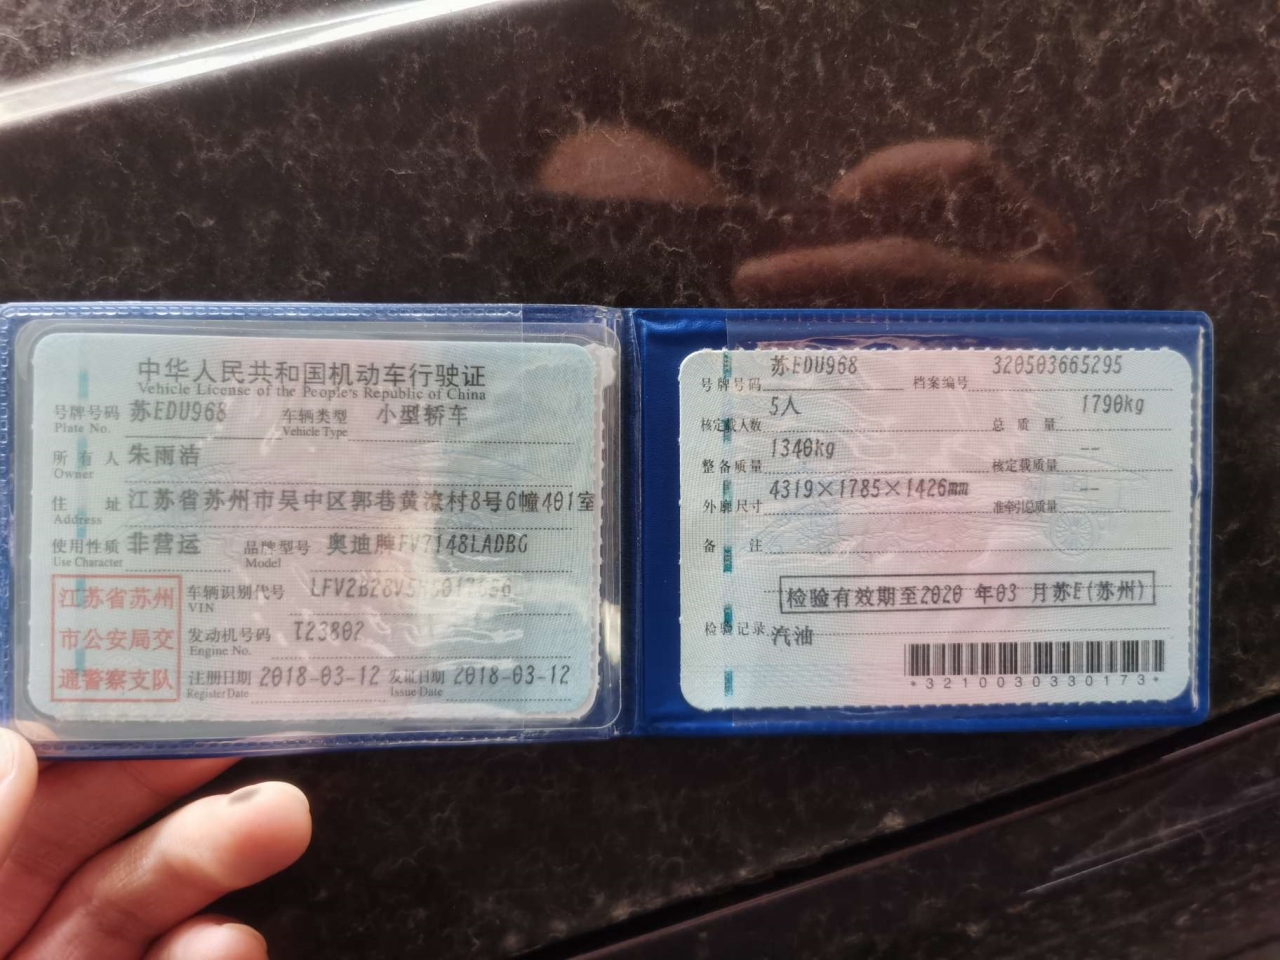 中华人民共和国机动车行驶证
Vehicle License of the People's Republic of China
号牌号码 苏EDU968 车辆类型 小型轿车
Plate No. Vehicle Type
所有人 朱雨浩
Owner
住址 江苏省苏州市吴中区郭巷黄潦村8号6幢401室
Address
使用性质 非营运 品牌型号 奥迪牌FV7148LADBG
Use Character Model
江苏省苏州
市公安局交
通警察支队
车辆识别代号
VIN
发动机号码 T23802
Engine No.
注册日期 2018-03-12 发证日期 2018-03-12
Register Date Issue Date
号牌号码 苏EDU968 档案编号 320503665295
核定载人数 5人 总质量 1790kg
整备质量 1340kg 核定载质量 --
外廓尺寸 4319×1785×1426mm 准牵引总质量 --
备注
检验有效期至2020 年03 月苏E(苏州)
检验记录 汽油
*3210030330173*